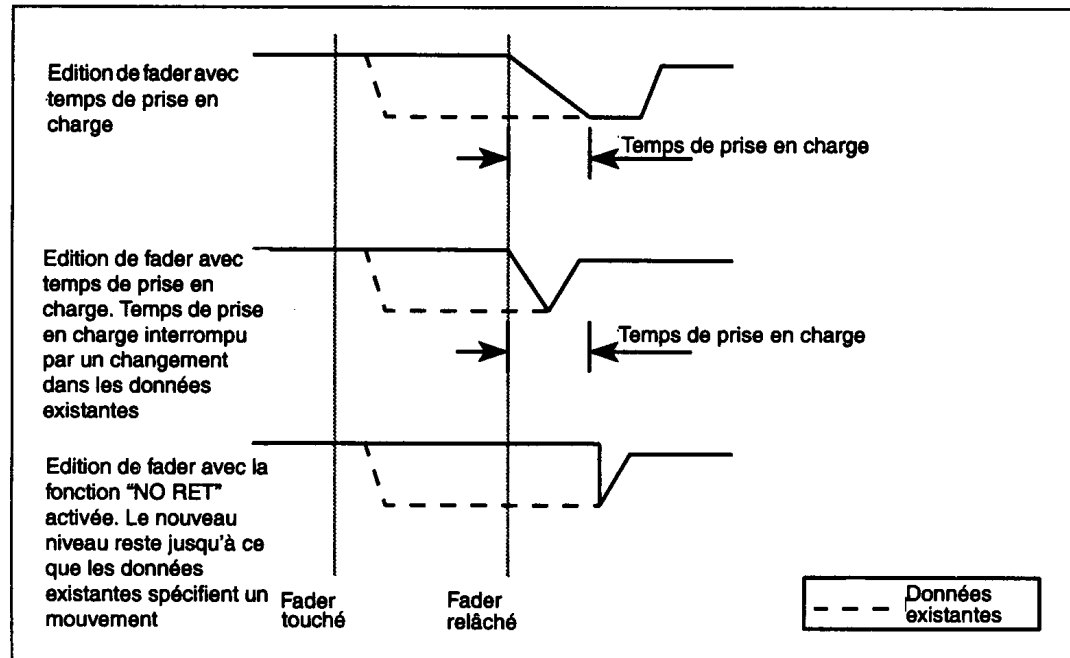 Edition de fader avec
temps de prise en
charge
Temps de prise en charge
Edition de fader avec
temps de prise en
charge. Temps de prise
en charge interrompu
par un changement
dans les données
existantes
Temps de prise en charge
Edition de fader avec la
fonction "NO RET"
activée. Le nouveau
niveau reste jusqu'à ce
que les données
existantes spécifient un
mouvement
Fader
touché
Fader
relâché
Données
existantes